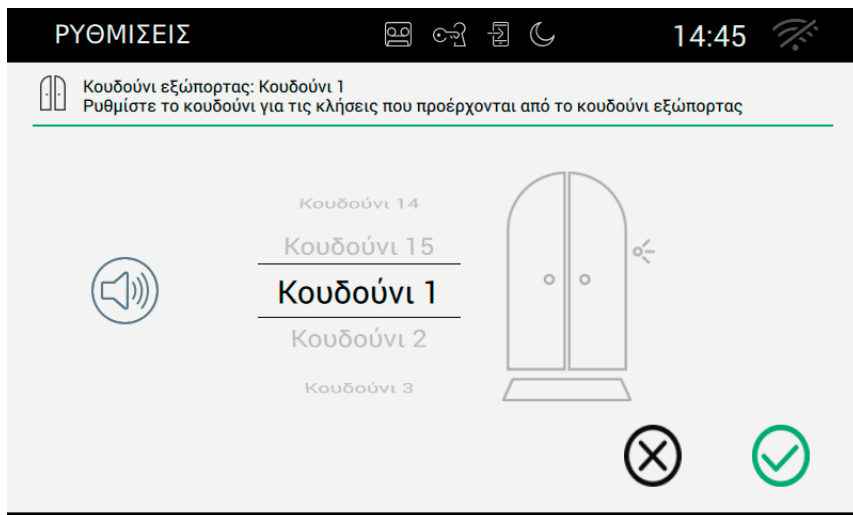 ΡΥΘΜΙΣΕΙΣ 14:45
Κουδούνι εξώπορτας: Κουδούνι 1
Ρυθμίστε το κουδούνι για τις κλήσεις που προέρχονται από το κουδούνι εξώπορτας
Κουδούνι 14
Κουδούνι 15
Κουδούνι 1
Κουδούνι 2
Κουδούνι 3